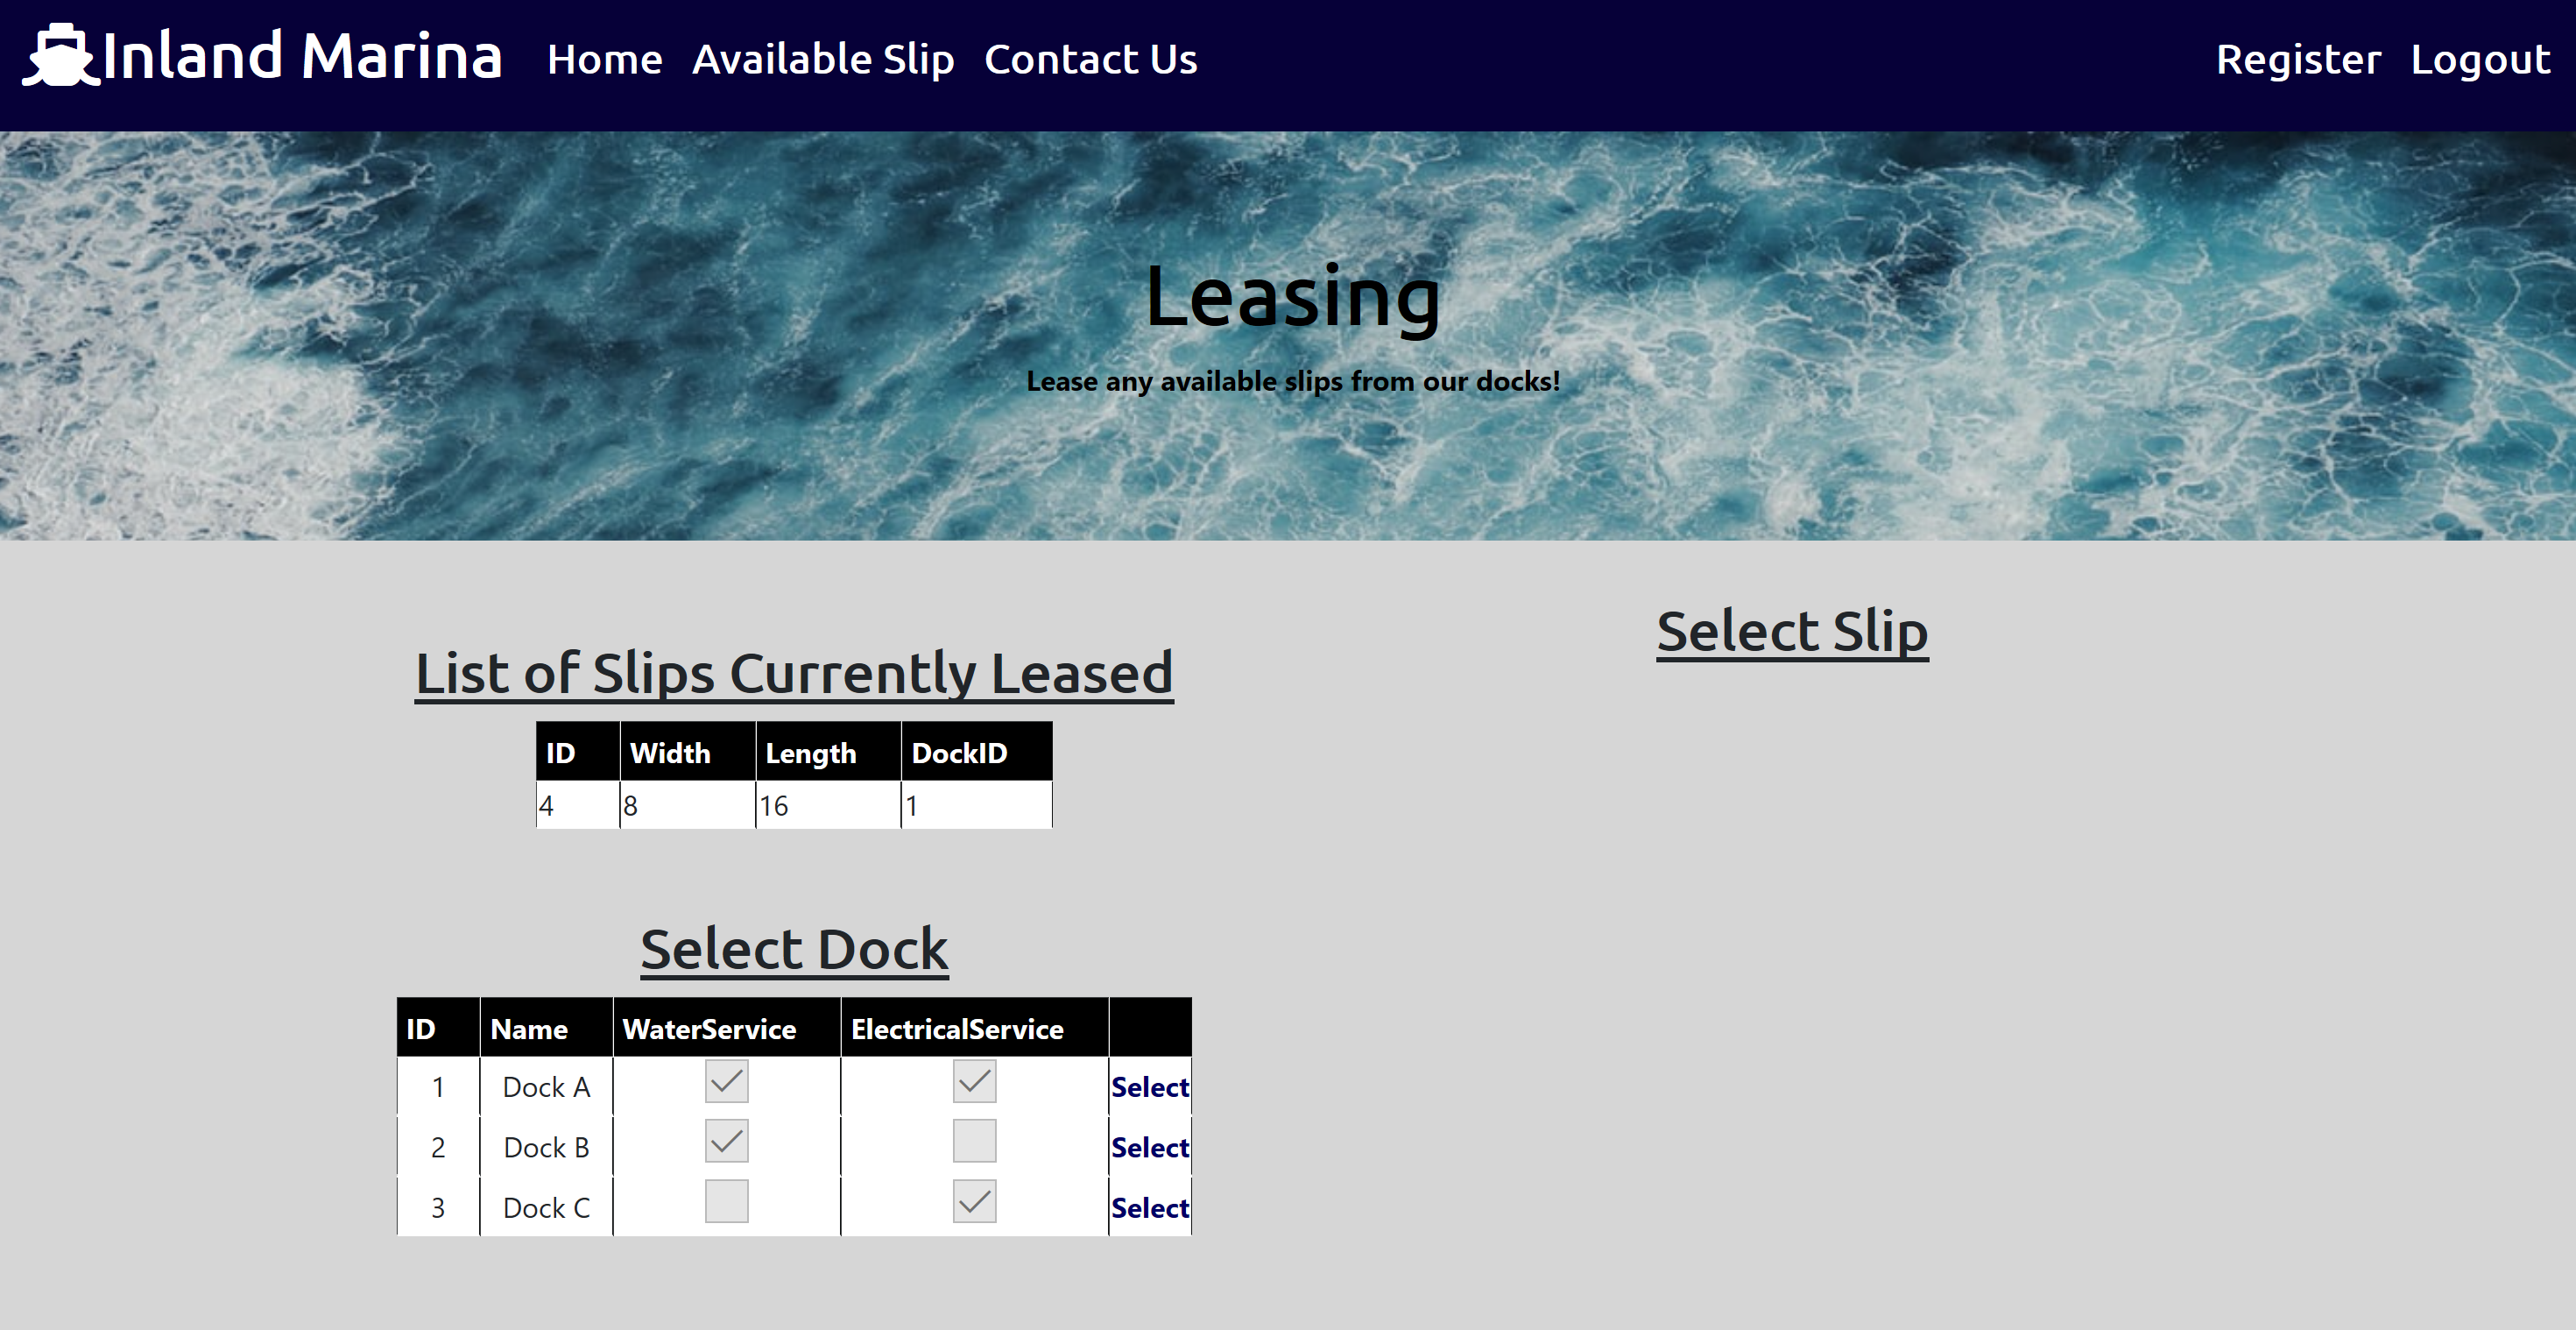 Inland Marina Home Available Slip Contact Us Register Logout
Leasing
Lease any available slips from our docks!
List of Slips Currently Leased
ID Width Length DockID
4 8 16 1
Select Dock
ID Name WaterService ElectricalService
1 Dock A Select
2 Dock B Select
3 Dock C Select
Select Slip